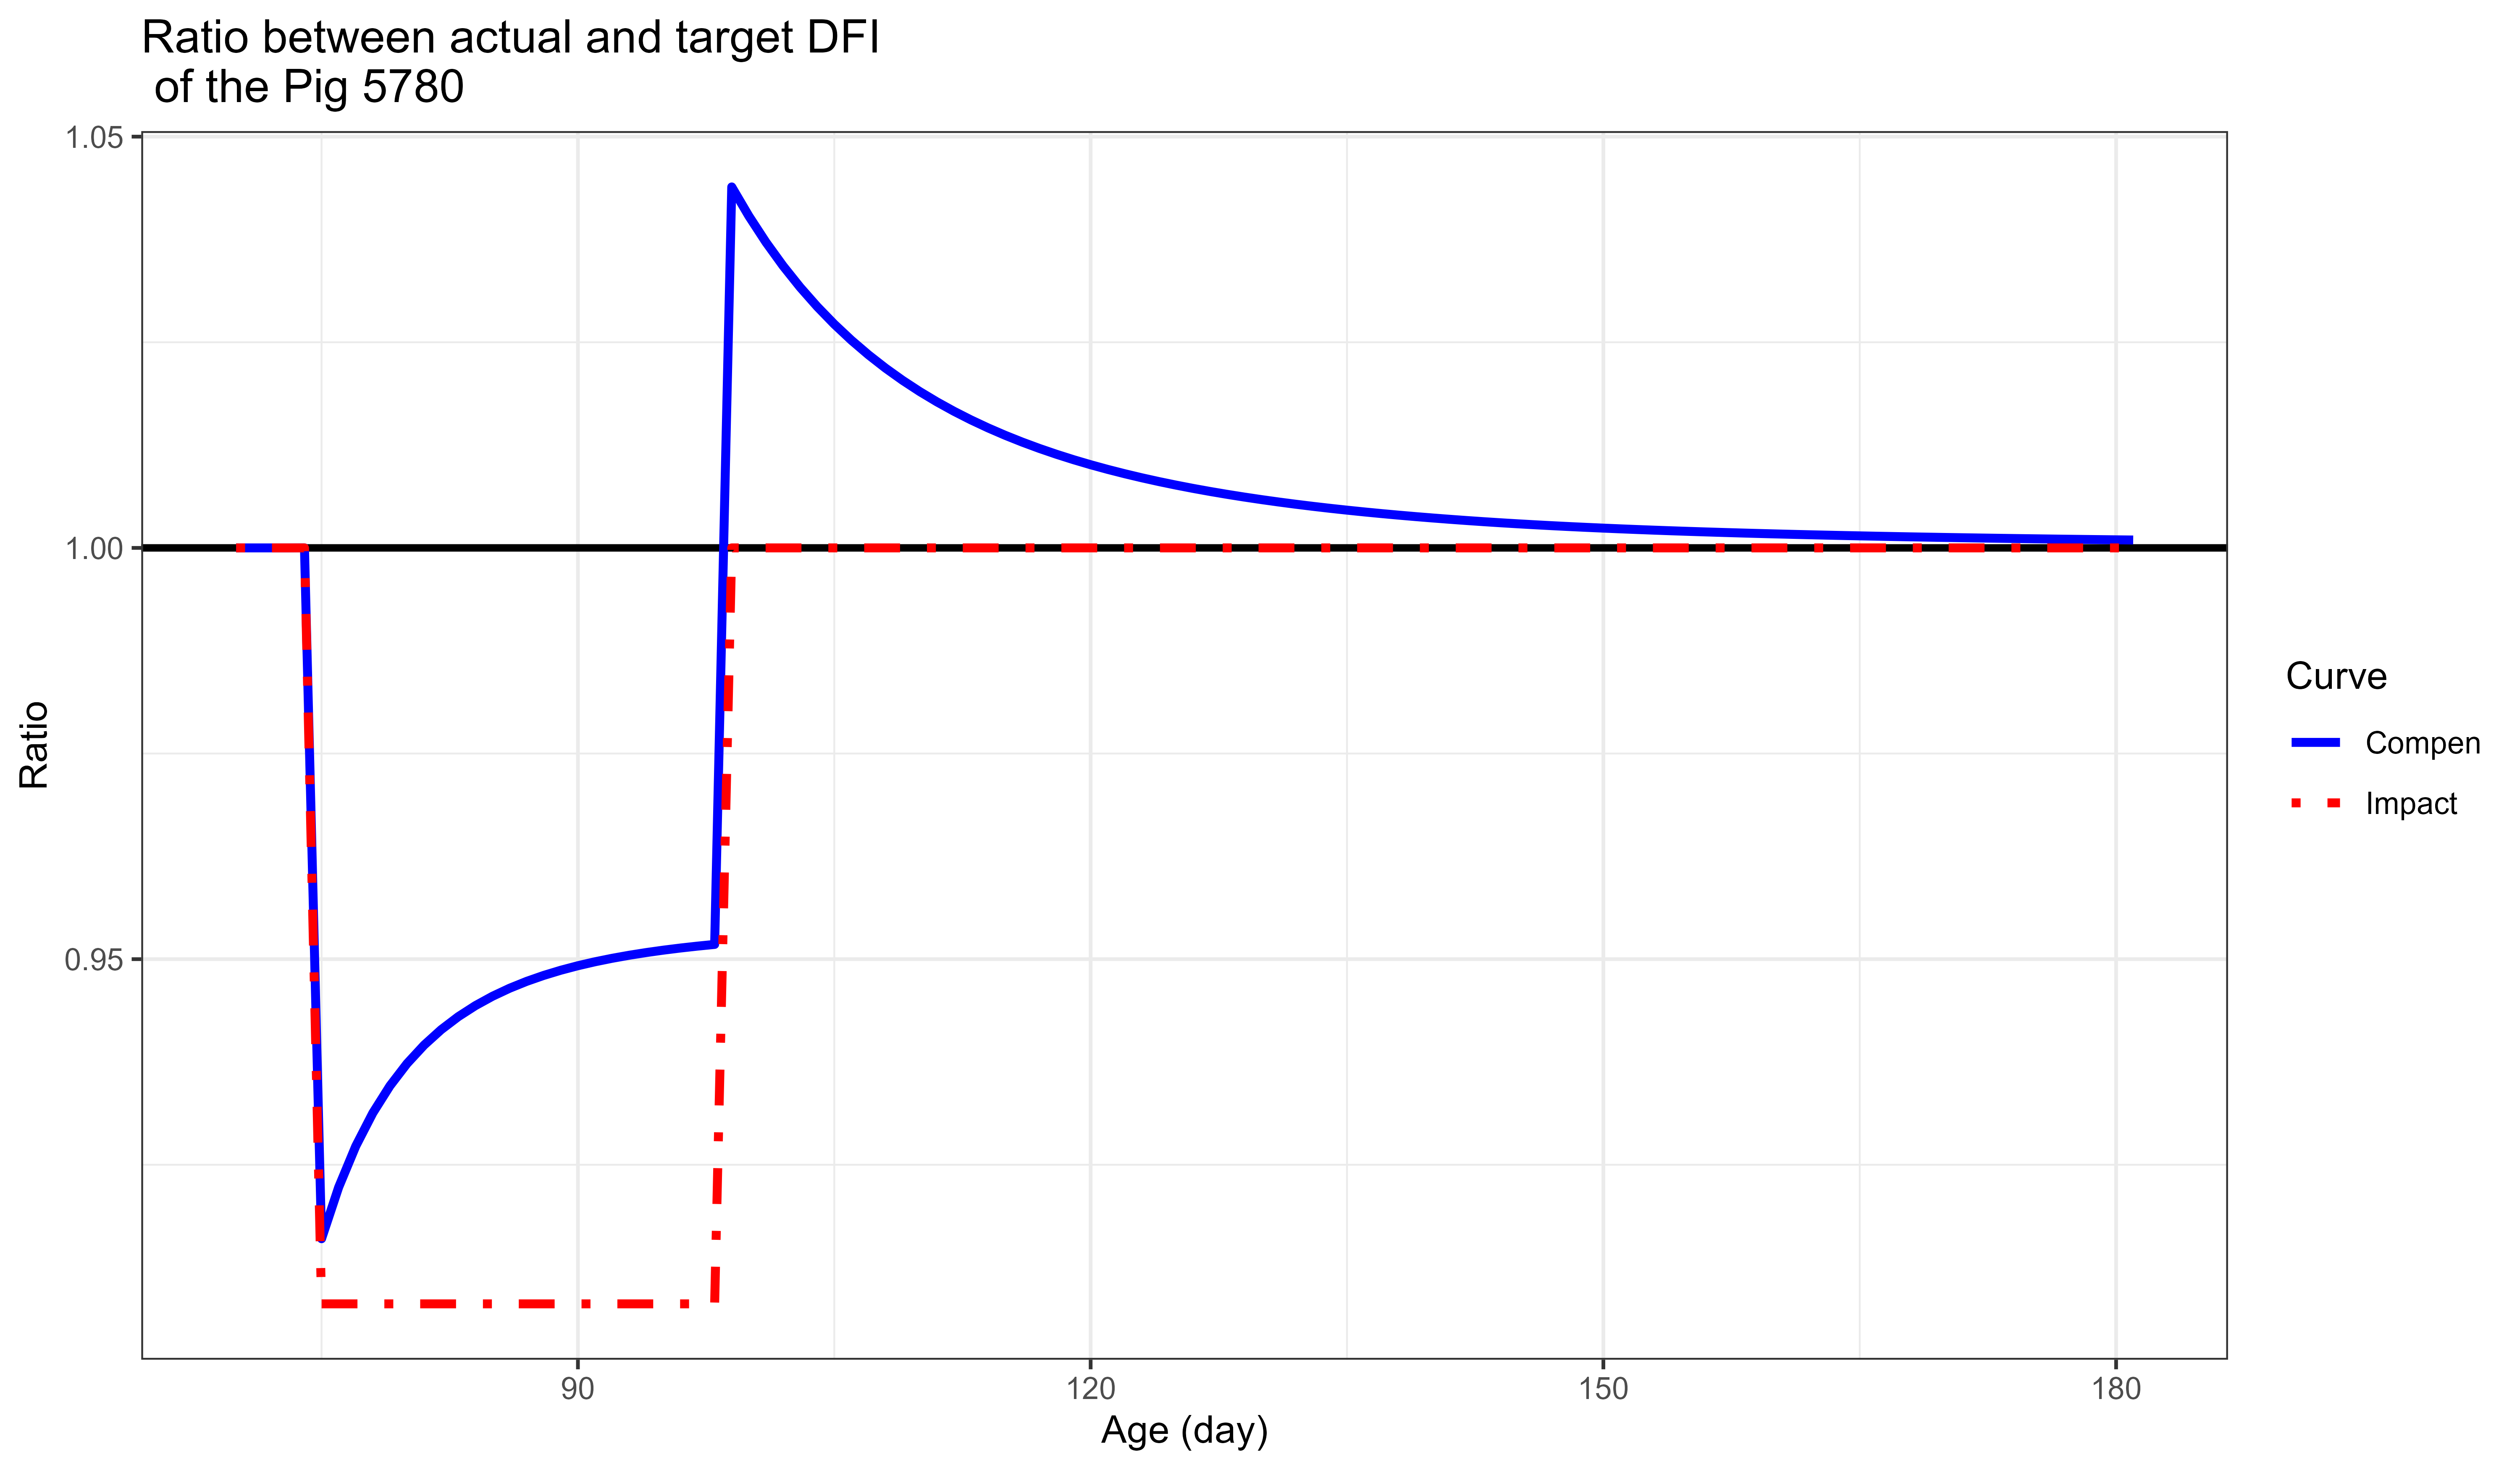 Ratio between actual and target DFI
of the Pig 5780
1.05
1.00
0.95
Ratio
90
120
150
180
Age (day)
Curve
Compen
Impact